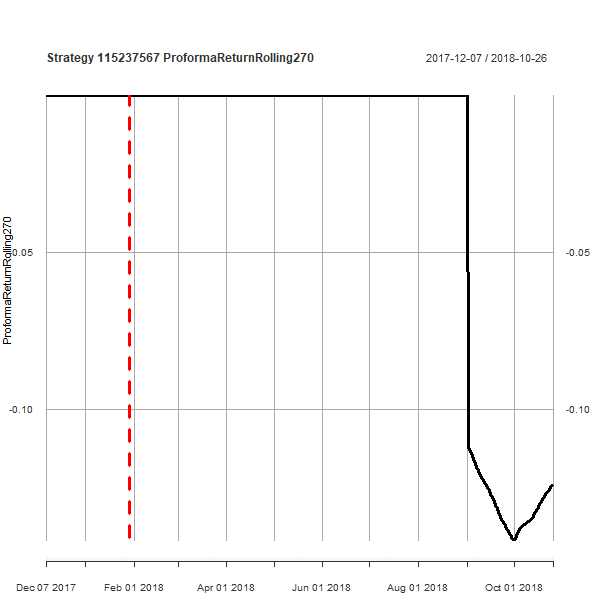 Strategy 115237567 ProformaReturnRolling270
2017-12-07 / 2018-10-26
ProformaReturnRolling270
-0.05
-0.05
-0.10
-0.10
Dec 07 2017
Feb 01 2018
Apr 01 2018
Jun 01 2018
Aug 01 2018
Oct 01 2018